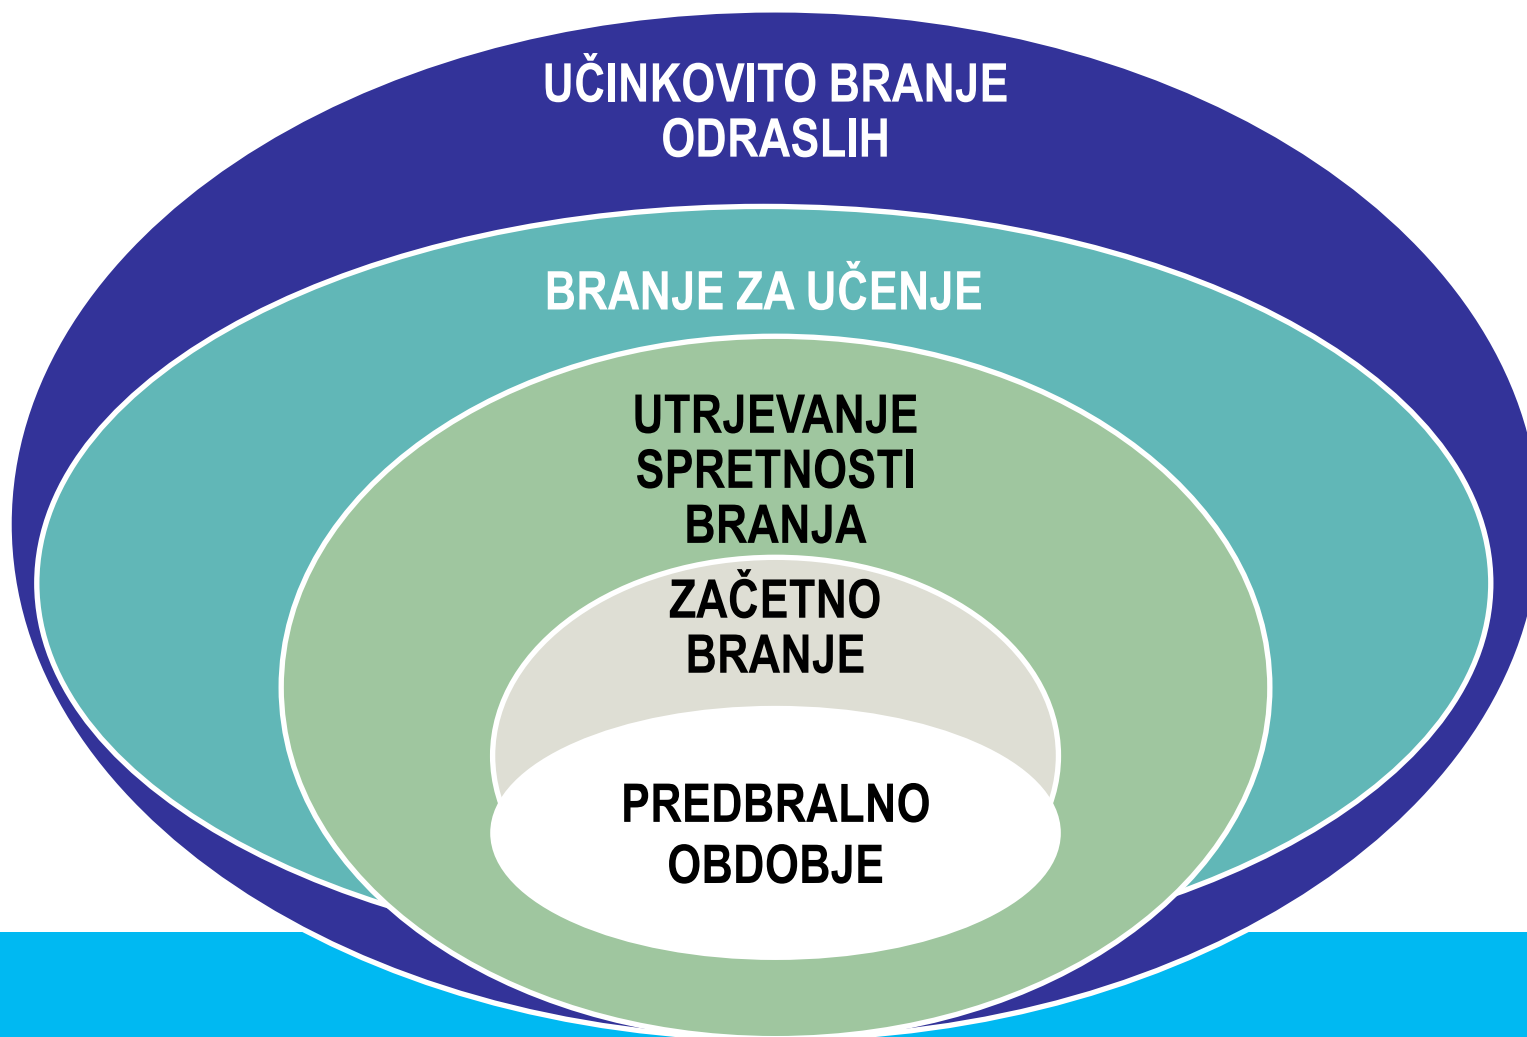 UČINKOVITO BRANJE
ODRASLIH
BRANJE ZA UČENJE
UTRJEVANJE
SPRETNOSTI
BRANJA
ZAČETNO
BRANJE
PREDBRALNO
OBDOBJE